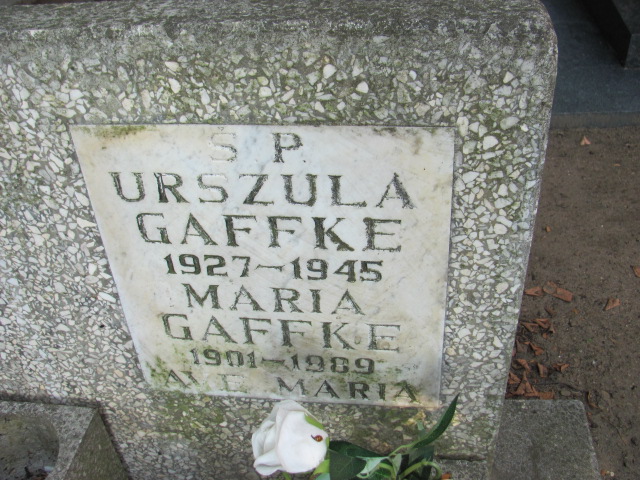 S P.
URSZULA
GAFFKE
1927-1945
MARIA
GAFFKE
1901-1989
AVE MARIA